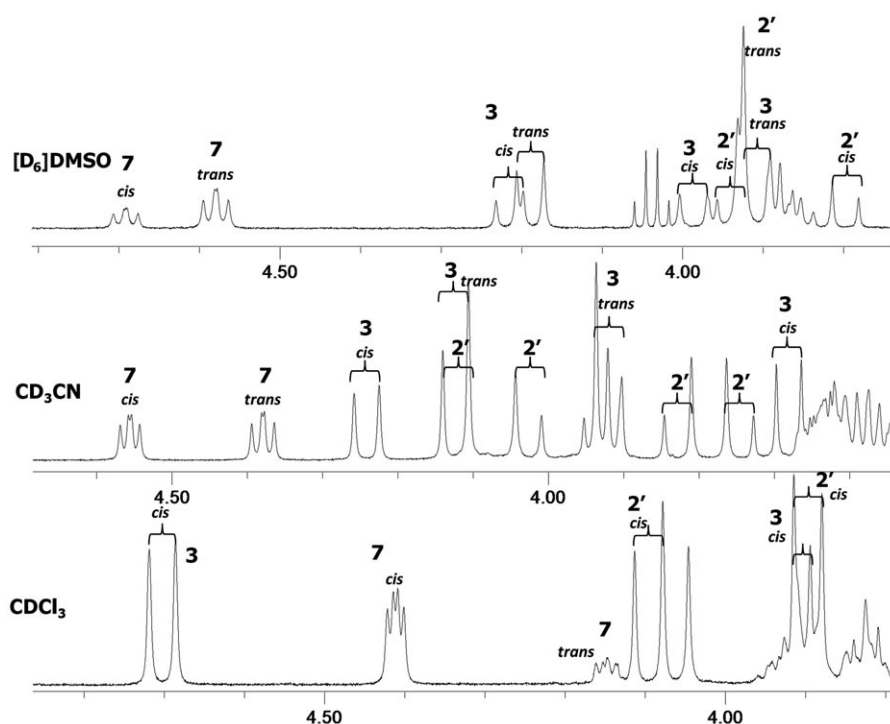 2’
trans
3
trans
3
trans
cis
7
cis
7
trans
[D6]DMSO
3
cis
2’
cis
2’
cis
4.50
4.00
3
trans
3
trans
3
cis
3
cis
2’
2’
2’
2’
7
cis
7
trans
CD3CN
4.50
4.00
cis
3
7
cis
2’
cis
2’
cis
3
cis
CDCl3
trans
7
4.50
4.00